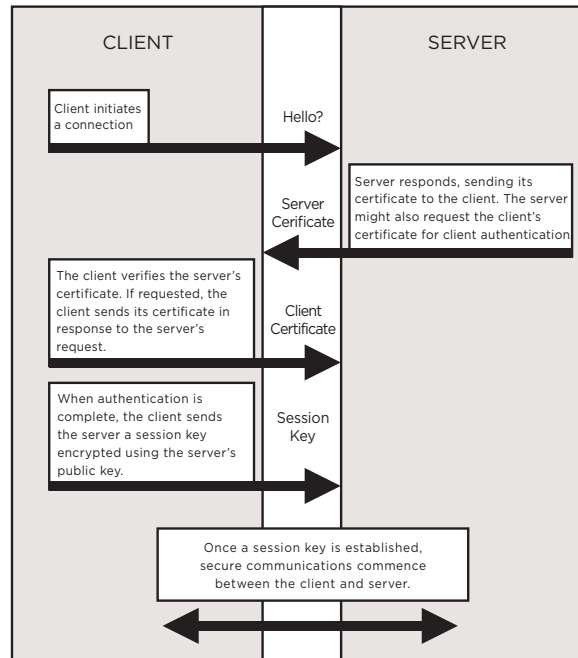 CLIENT
SERVER
Client initiates
a connection
Hello?
Server responds, sending its
certificate to the client. The server
might also request the client's
certificate for client authentication
Server
Cerificate
The client verifies the server's
certificate. If requested, the
client sends its certificate in
response to the server's
request.
Client
Certificate
When authentication is
complete, the client sends
the server a session key
encrypted using the server's
public key.
Session
Key
Once a session key is established,
secure communications commence
between the client and server.